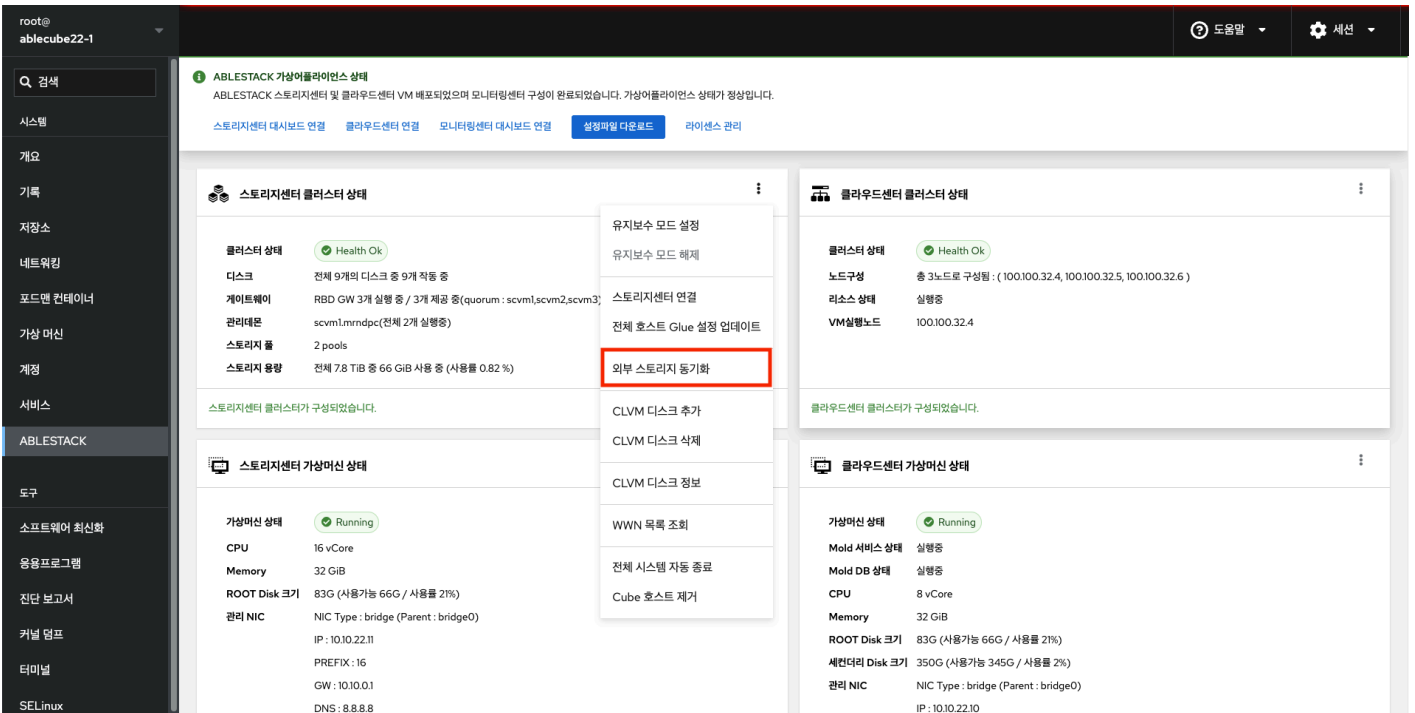 root@
ablecube22-1
도움말
세션
검색
시스템
개요
기록
저장소
네트워킹
포드맨 컨테이너
가상 머신
계정
서비스
ABLESTACK
도구
소프트웨어 최신화
응용프로그램
진단 보고서
커널 덤프
터미널
SELinux
ABLESTACK 가상어플라이언스 상태
ABLESTACK 스토리지센터 및 클라우드센터 VM 배포되었으며 모니터링센터 구성이 완료되었습니다. 가상어플라이언스 상태가 정상입니다.
스토리지센터 대시보드 연결 클라우드센터 연결 모니터링센터 대시보드 연결 설정파일 다운로드 라이센스 관리
스토리지센터 클러스터 상태
클러스터 상태 Health Ok
디스크 전체 9개의 디스크 중 9개 작동 중
게이트웨이 RBD GW 3개 실행 중 / 3개 제공 중(quorum : scvm1,scvm2,scvm3)
관리데몬 scvm1.mrndpc(전체 2개 실행중)
스토리지 풀 2 pools
스토리지 용량 전체 7.8 TiB 중 66 GiB 사용 중 (사용률 0.82 %)
스토리지센터 클러스터가 구성되었습니다.
유지보수 모드 설정
유지보수 모드 해제
스토리지센터 연결
전체 호스트 Glue 설정 업데이트
외부 스토리지 동기화
CLVM 디스크 추가
CLVM 디스크 삭제
CLVM 디스크 정보
WWN 목록 조회
전체 시스템 자동 종료
Cube 호스트 제거
클라우드센터 클러스터 상태
클러스터 상태 Health Ok
노드구성 총 3노드로 구성됨 : ( 100.100.32.4, 100.100.32.5, 100.100.32.6 )
리소스 상태 실행중
VM실행노드 100.100.32.4
클라우드센터 클러스터가 구성되었습니다.
스토리지센터 가상머신 상태
가상머신 상태 Running
CPU 16 vCore
Memory 32 GiB
ROOT Disk 크기 83G (사용가능 66G / 사용률 21%)
관리 NIC NIC Type : bridge (Parent : bridge0)
IP : 10.10.22.11
PREFIX : 16
GW : 10.10.0.1
DNS : 8.8.8.8
클라우드센터 가상머신 상태
가상머신 상태 Running
Mold 서비스 상태 실행중
Mold DB 상태 실행중
CPU 8 vCore
Memory 32 GiB
ROOT Disk 크기 83G (사용가능 66G / 사용률 21%)
세컨더리 Disk 크기 350G (사용가능 345G / 사용률 2%)
관리 NIC NIC Type : bridge (Parent : bridge0)
IP : 10.10.22.10